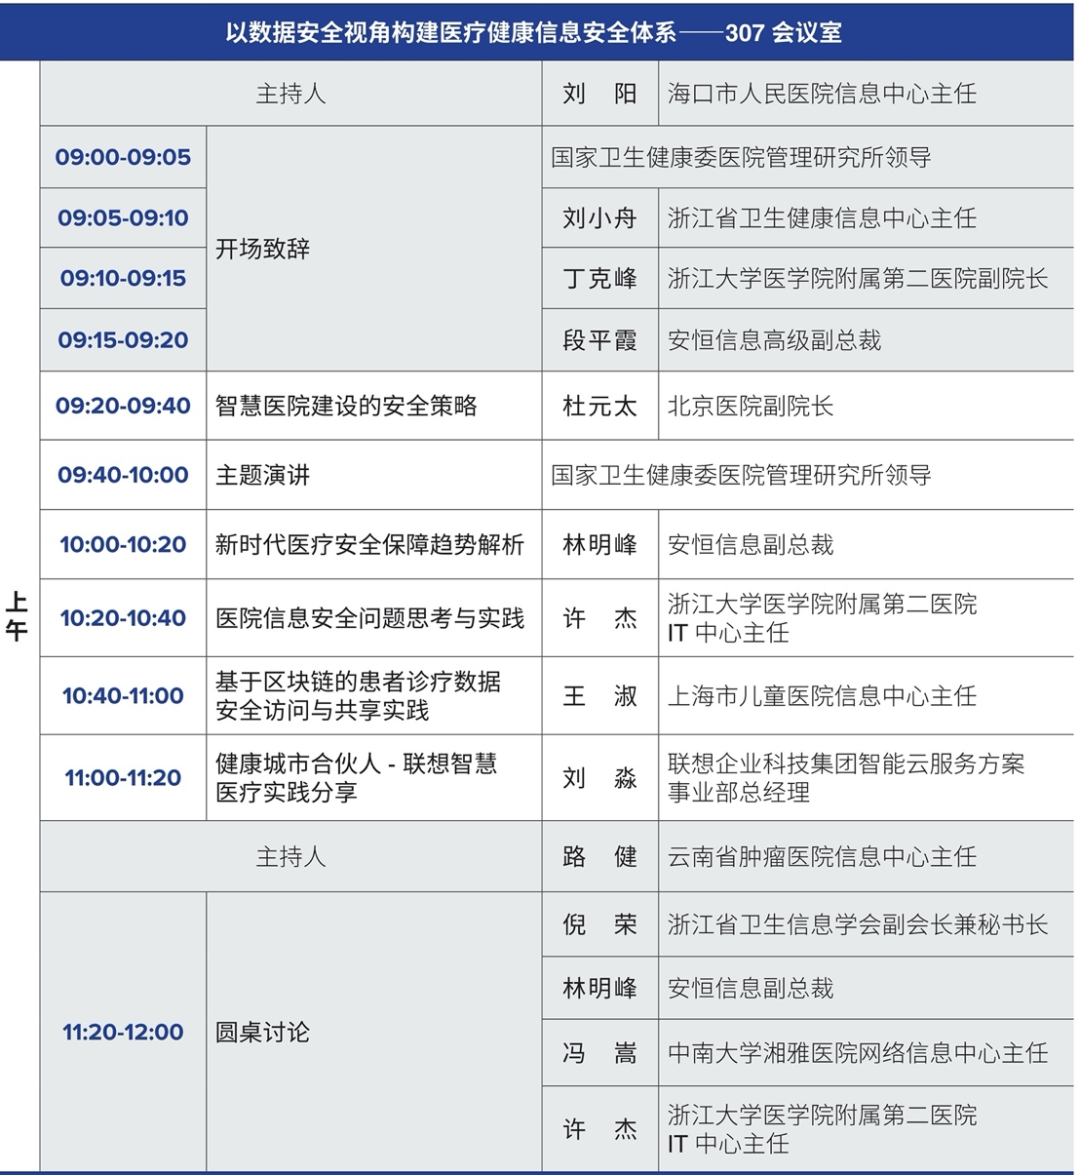 以数据安全视角构建医疗健康信息安全体系——307 会议室
上午
主持人 刘 阳 海口市人民医院信息中心主任
09:00-09:05 国家卫生健康委医院管理研究所领导
09:05-09:10 刘小舟 浙江省卫生健康信息中心主任
开场致辞
09:10-09:15 丁克峰 浙江大学医学院附属第二医院副院长
09:15-09:20 段平霞 安恒信息高级副总裁
09:20-09:40 智慧医院建设的安全策略 杜元太 北京医院副院长
09:40-10:00 主题演讲 国家卫生健康委医院管理研究所领导
10:00-10:20 新时代医疗安全保障趋势解析 林明峰 安恒信息副总裁
10:20-10:40 医院信息安全问题思考与实践 许 杰 浙江大学医学院附属第二医院
IT 中心主任
10:40-11:00 基于区块链的患者诊疗数据
安全访问与共享实践 王 淑 上海市儿童医院信息中心主任
11:00-11:20 健康城市合伙人 - 联想智慧
医疗实践分享 刘 淼 联想企业科技集团智能云服务方案
事业部总经理
主持人 路 健 云南省肿瘤医院信息中心主任
11:20-12:00 圆桌讨论
倪 荣 浙江省卫生信息学会副会长兼秘书长
林明峰 安恒信息副总裁
冯 嵩 中南大学湘雅医院网络信息中心主任
许 杰 浙江大学医学院附属第二医院
IT 中心主任